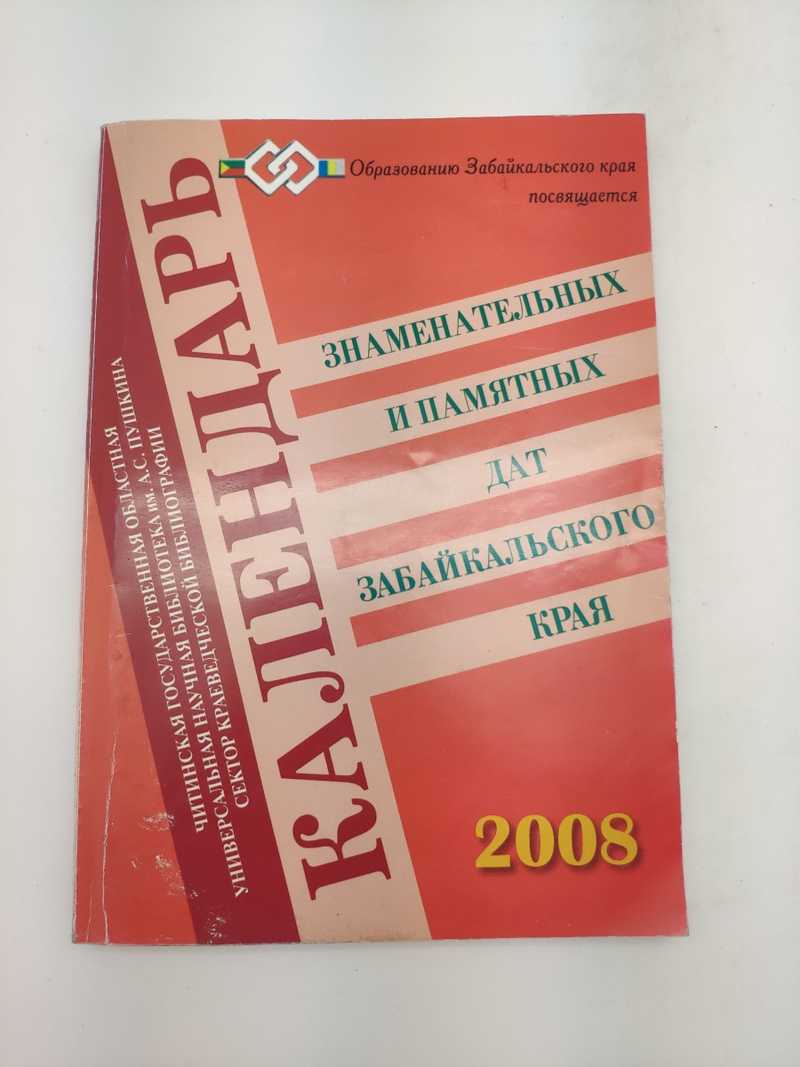 Образованию Забайкальского края
посвящается
КАЛЕНДАРЬ
ЗНАМЕНАТЕЛЬНЫХ
И ПАМЯТНЫХ
ДАТ
ЗАБАЙКАЛЬСКОГО
КРАЯ
ЧИТИНСКАЯ ГОСУДАРСТВЕННАЯ ОБЛАСТНАЯ
УНИВЕРСАЛЬНАЯ НАУЧНАЯ БИБЛИОТЕКА ИМ. А.С. ПУШКИНА
СЕКТОР КРАЕВЕДЧЕСКОЙ БИБЛИОГРАФИИ
2008